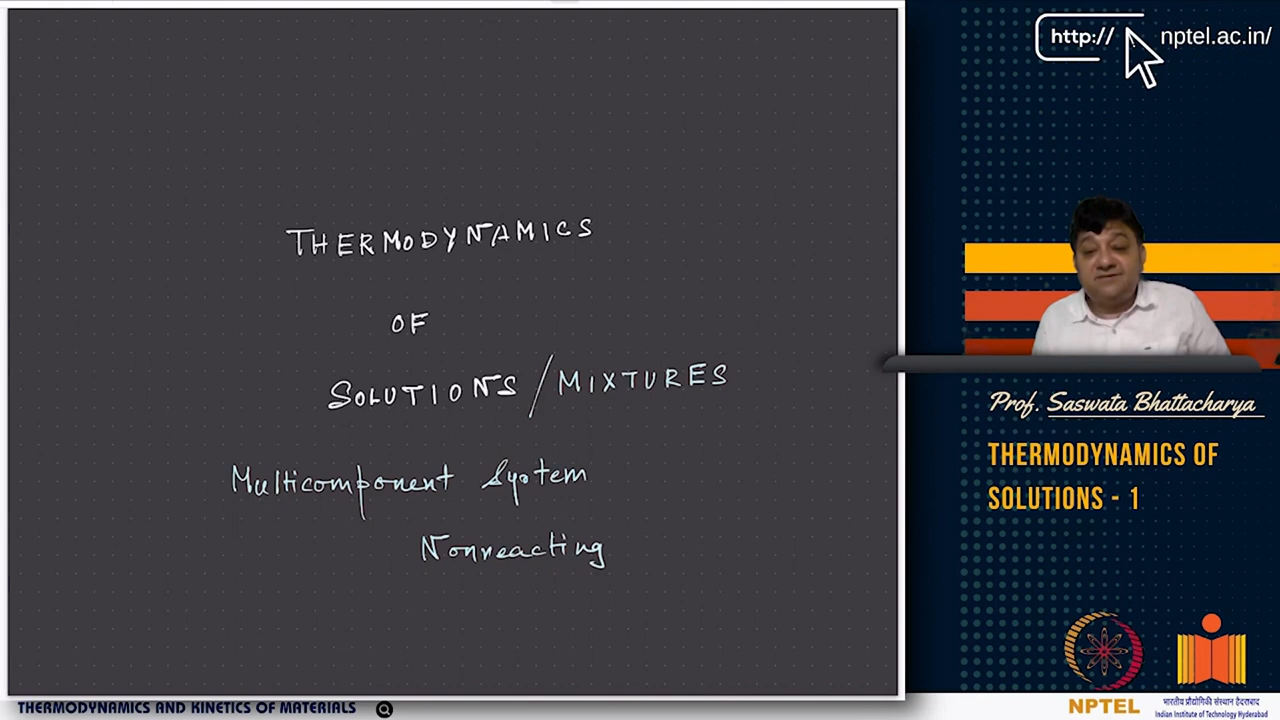 http:// nptel.ac.in/
THERMODYNAMICS
OF
SOLUTIONS / MIXTURES
Multicomponent System
Nonreacting
Prof. Saswata Bhattacharya
THERMODYNAMICS OF
SOLUTIONS - 1
NPTEL
भारतीय प्रौद्योगिकी संस्थान हैदराबाद
Indian Institute of Technology Hyderabad
THERMODYNAMICS AND KINETICS OF MATERIALS